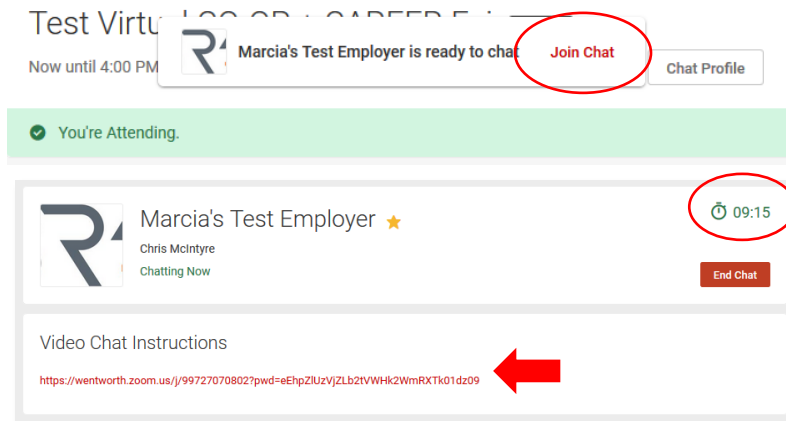 Test Virtu
Marcia's Test Employer is ready to chat
Join Chat
Now until 4:00 PM
Chat Profile
You're Attending.
Marcia's Test Employer
09:15
Chris McIntyre
Chatting Now
End Chat
Video Chat Instructions
https://wentworth.zoom.us/j/99727070802?pwd=eEhpZlUzVjZLb2tVWHk2WmRXTk01dz09